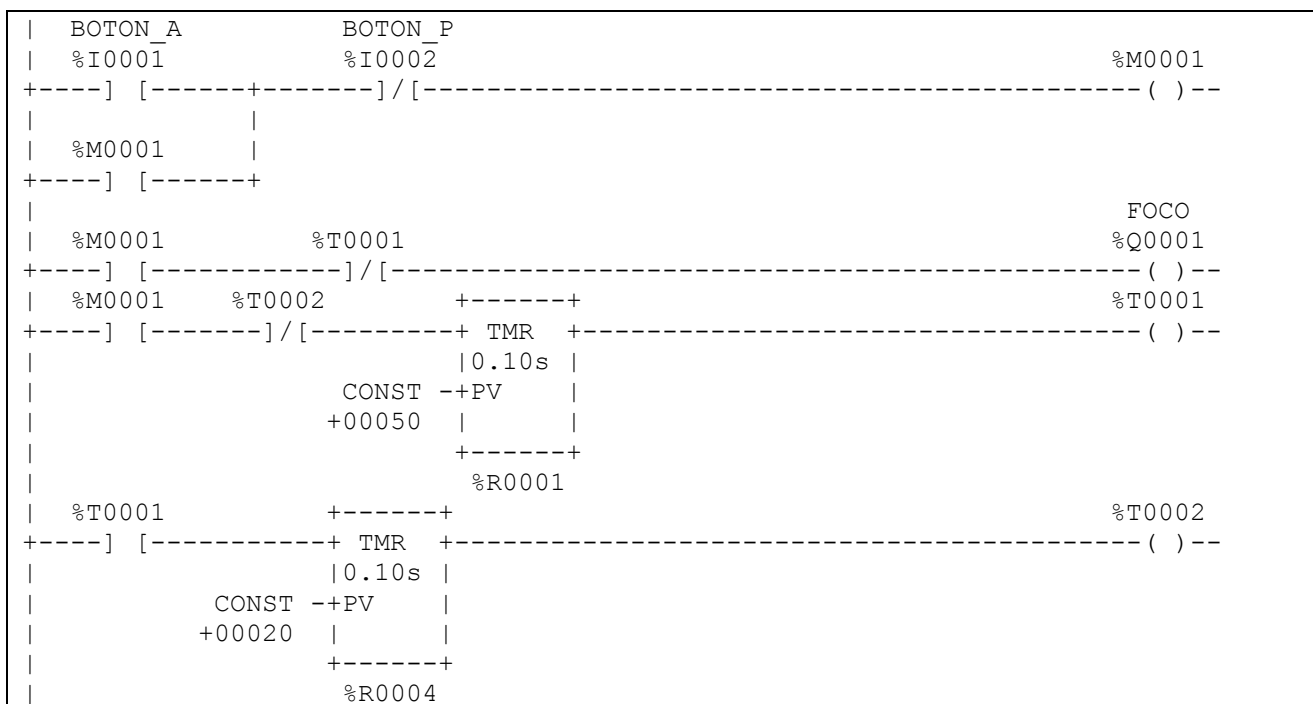 |  BOTON_A            BOTON_P
|  %I0001            %I0002                                                %M0001
+----] [------+-------]/[-----------------------------------------------( )--
|             |
|  %M0001     |
+----] [------+
|                                                                       FOCO
|  %M0001         %T0001                                               %Q0001
+----] [------------]/[-------------------------------------------------( )--
|  %M0001    %T0002         +------+                                   %T0001
+----] [-------]/[---------+ TMR  +------------------------------------( )--
|                          |0.10s |
|                   CONST -+PV    |
|                  +00050  |      |
|                          +------+
|                           %R0001
|  %T0001           +------+                                           %T0002
+----] [-----------+ TMR  +---------------------------------------------( )--
|                  |0.10s |
|           CONST -+PV    |
|          +00020  |      |
|                  +------+
|                   %R0004